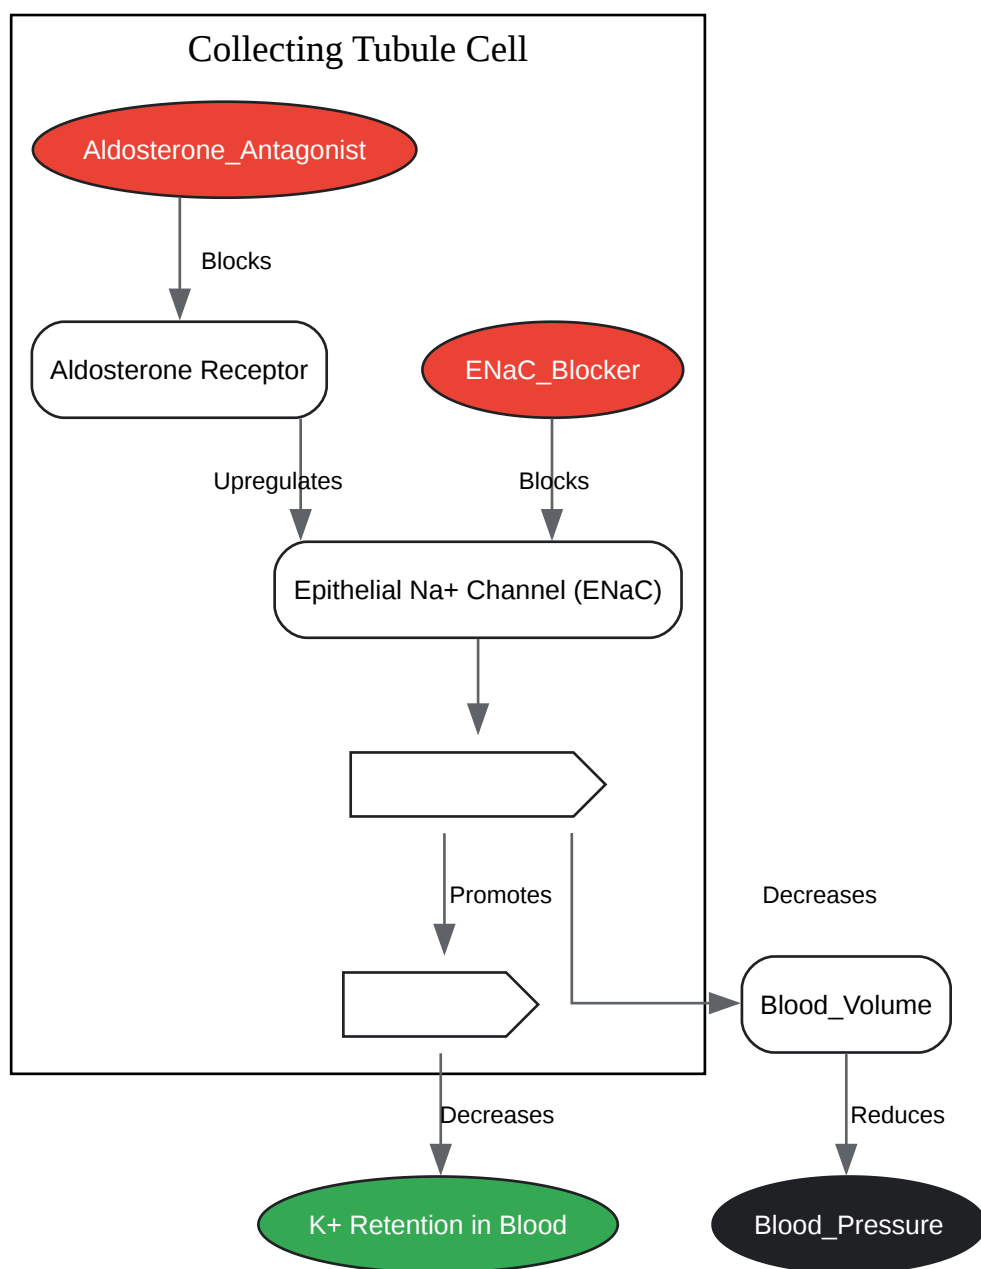 Collecting Tubule Cell
Aldosterone_Antagonist
Blocks
Aldosterone Receptor
ENaC_Blocker
Upregulates
Blocks
Epithelial Na+ Channel (ENaC)
Promotes
Decreases
Blood_Volume
Decreases
Reduces
K+ Retention in Blood
Blood_Pressure